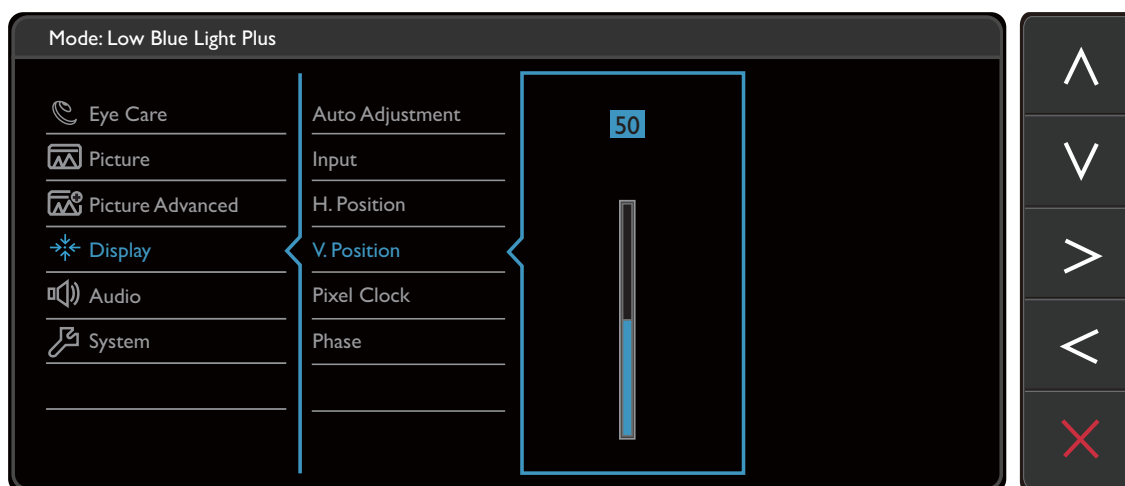 Mode: Low Blue Light Plus
Eye Care
Picture
Picture Advanced
Display
Audio
System
Auto Adjustment
Input
H. Position
V. Position
Pixel Clock
Phase
50